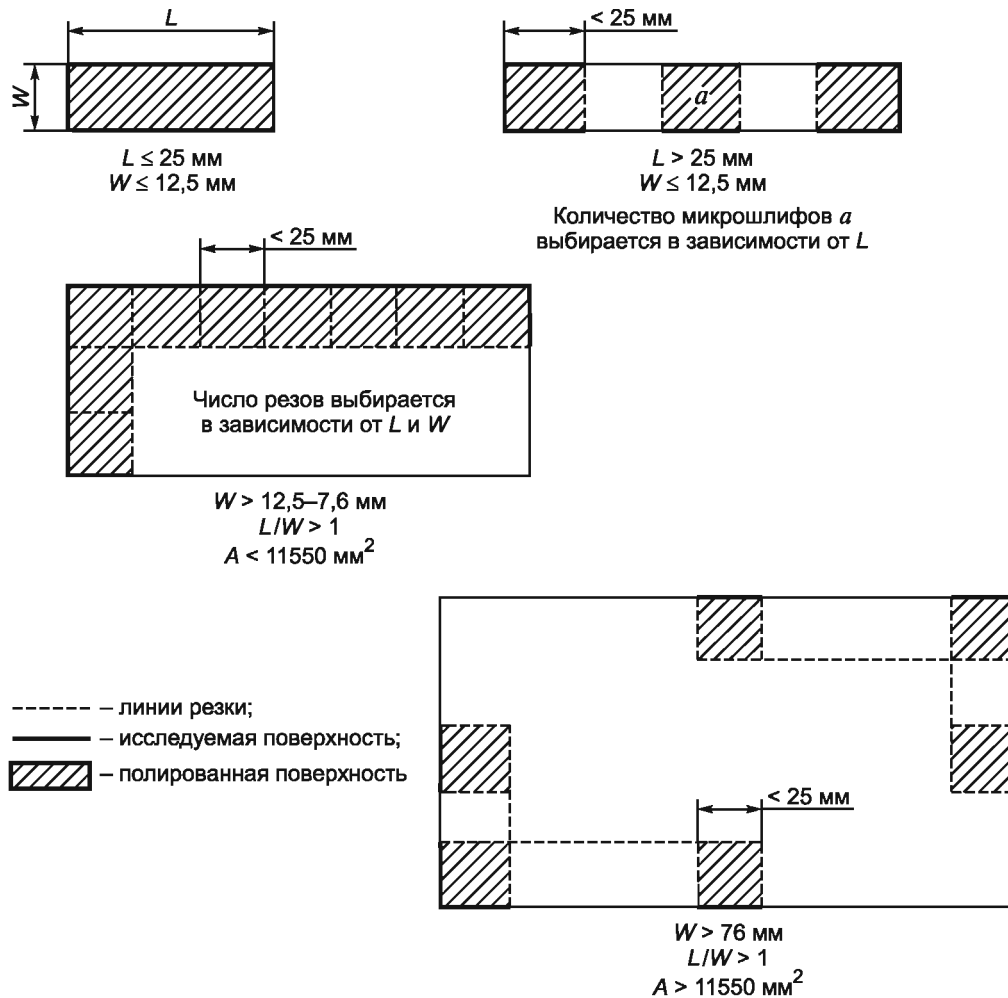 L
W
L ≤ 25 мм
W ≤ 12,5 мм
< 25 мм
a
L > 25 мм
W ≤ 12,5 мм
Количество микрошлифов a
выбирается в зависимости от L
< 25 мм
Число резов выбирается
в зависимости от L и W
W > 12,5–7,6 мм
L/W > 1
A < 11550 мм²
– линии резки;
– исследуемая поверхность;
– полированная поверхность
< 25 мм
W > 76 мм
L/W > 1
A > 11550 мм²